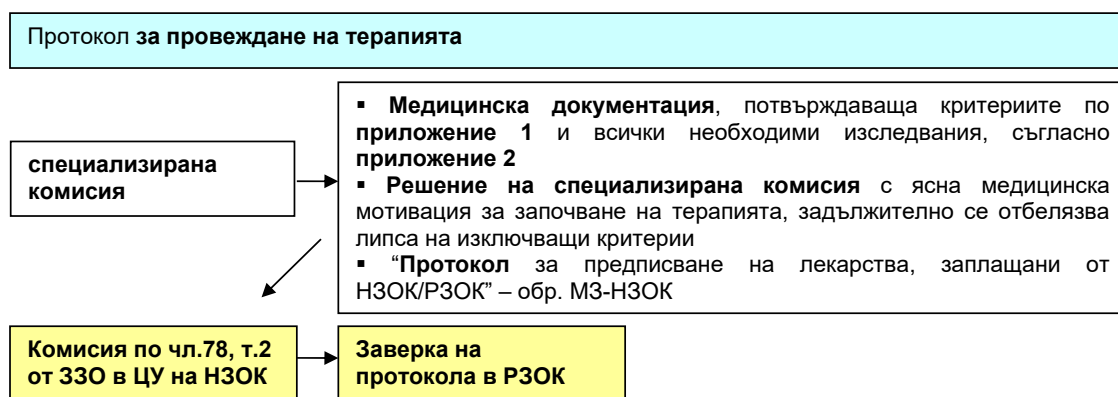 Протокол за провеждане на терапията
специализирана
комисия
▪ Медицинска документация, потвърждаваща критериите по
приложение 1 и всички необходими изследвания, съгласно
приложение 2
▪ Решение на специализирана комисия с ясна медицинска
мотивация за започване на терапията, задължително се отбелязва
липса на изключващи критерии
▪ “Протокол за предписване на лекарства, заплащани от
НЗОК/РЗОК” – обр. МЗ-НЗОК
Комисия по чл.78, т.2
от ЗЗО в ЦУ на НЗОК
Заверка на
протокола в РЗОК